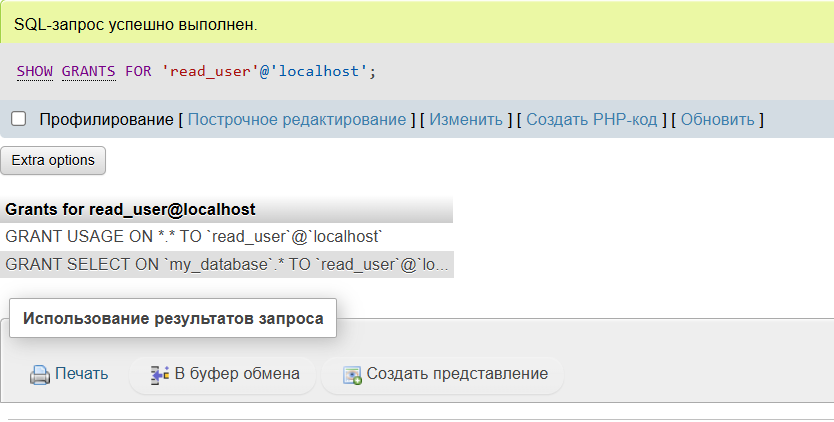 SQL-запрос успешно выполнен.
SHOW GRANTS FOR 'read_user'@'localhost';
Профилирование [ Построчное редактирование ] [ Изменить ] [ Создать PHP-код ] [ Обновить ]
Extra options
Grants for read_user@localhost
GRANT USAGE ON *.* TO `read_user`@`localhost`
GRANT SELECT ON `my_database`.* TO `read_user`@`lo...
Использование результатов запроса
Печать В буфер обмена Создать представление